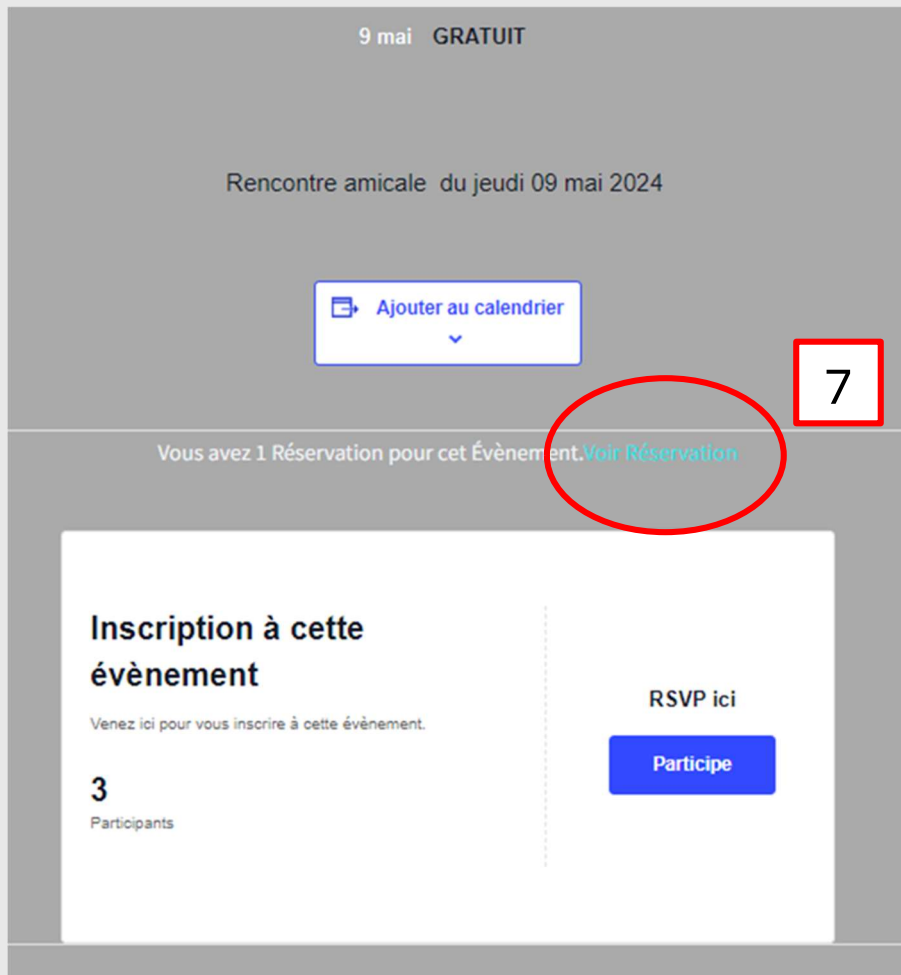 9 mai GRATUIT
Rencontre amicale du jeudi 09 mai 2024
Ajouter au calendrier
7
Vous avez 1 Réservation pour cet Évènement.Voir Réservation
Inscription à cette
évènement
Venez ici pour vous inscrire à cette évènement.
3
Participants
RSVP ici
Participe